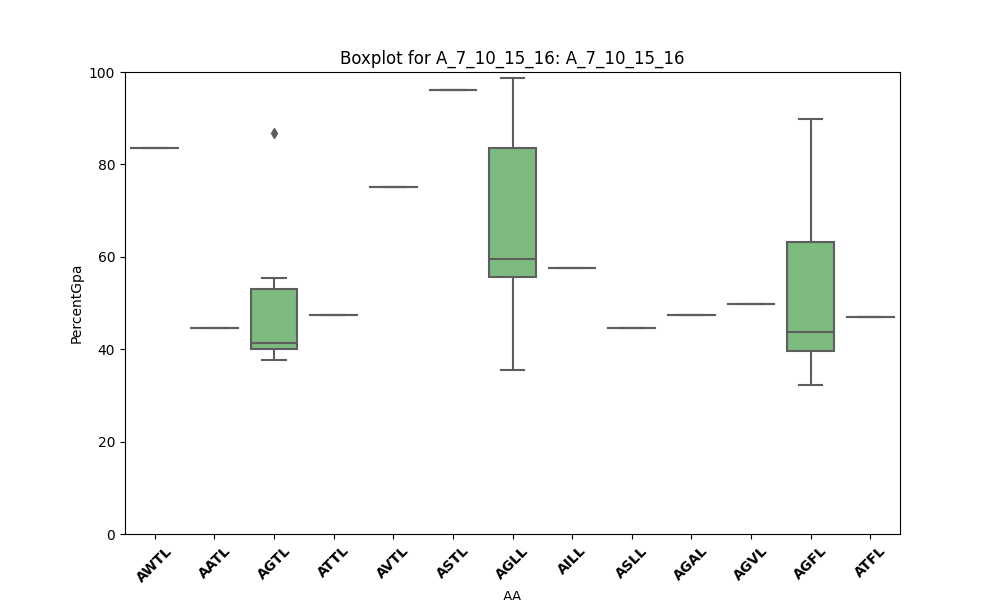 Boxplot for A_7_10_15_16: A_7_10_15_16
100
80
60
40
20
0
PercentGpa
AWTL AATL AGTL ATTL AVTL ASTL AGLL AILL ASLL AGAL AGVL AGFL ATFL
AA